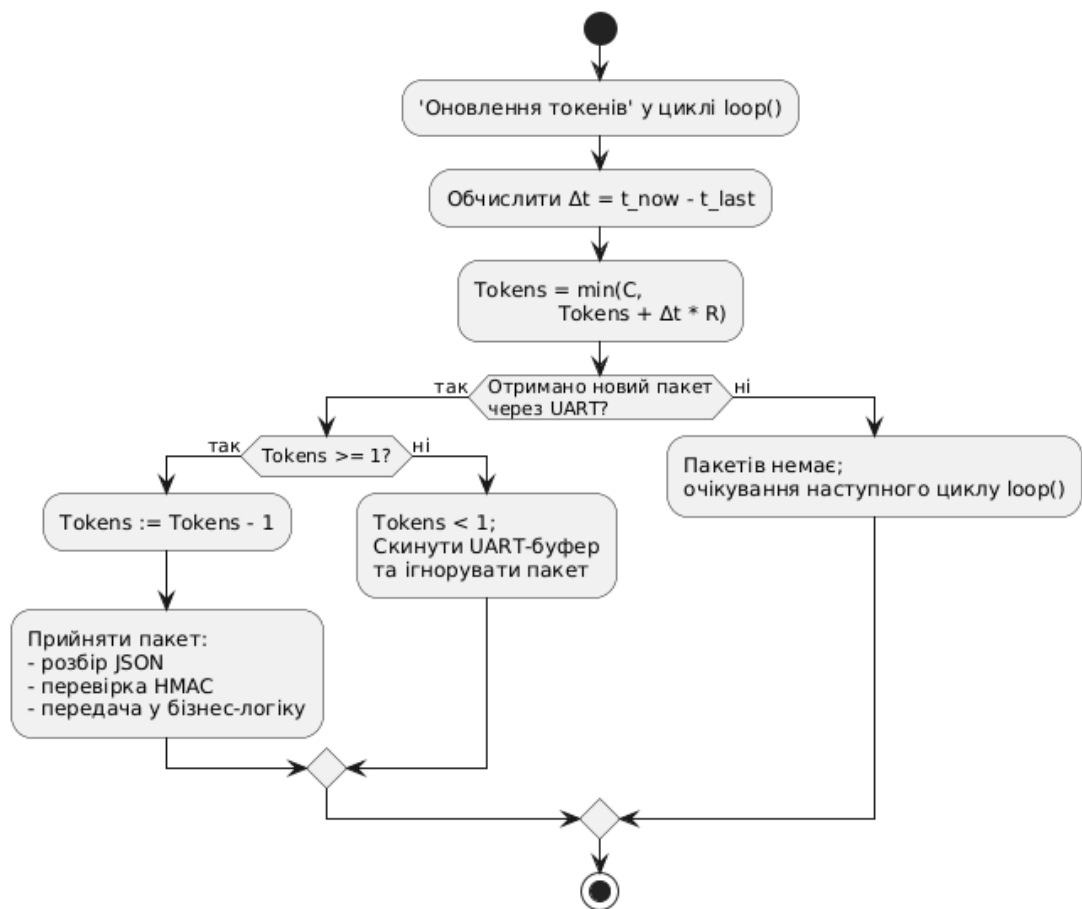 'Оновлення токенів' у циклі loop()
Обчислити Δt = t_now - t_last
Tokens = min(C,
Tokens + Δt * R)
так
Отримано новий пакет
через UART?
ні
так
Tokens >= 1?
ні
Пакетів немає;
очікування наступного циклу loop()
Tokens := Tokens - 1
Tokens < 1;
Скинути UART-буфер
та ігнорувати пакет
Прийняти пакет:
- розбір JSON
- перевірка HMAC
- передача у бізнес-логіку